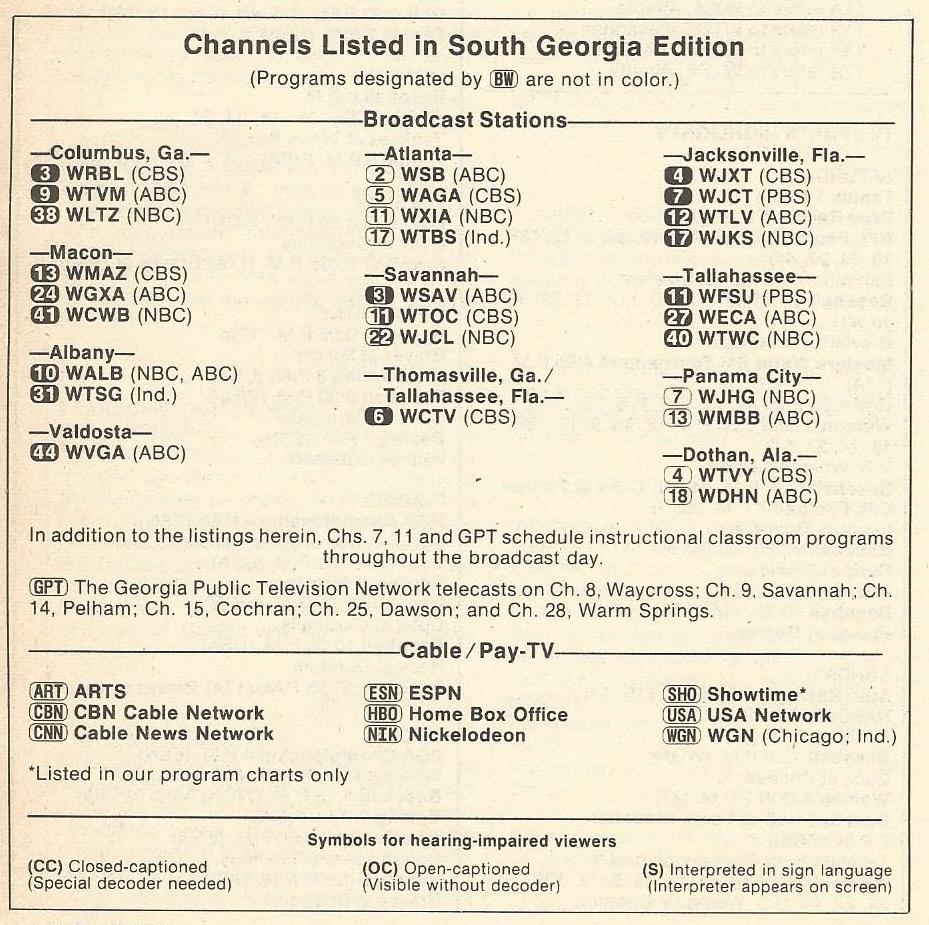 Channels Listed in South Georgia Edition
(Programs designated by BW are not in color.)
Broadcast Stations
—Columbus, Ga.—
3 WRBL (CBS)
9 WTVM (ABC)
38 WLTZ (NBC)
—Macon—
13 WMAZ (CBS)
24 WGXA (ABC)
41 WCWB (NBC)
—Albany—
10 WALB (NBC, ABC)
31 WTSG (Ind.)
—Valdosta—
44 WVGA (ABC)
—Atlanta—
2 WSB (ABC)
5 WAGA (CBS)
11 WXIA (NBC)
17 WTBS (Ind.)
—Savannah—
3 WSAV (ABC)
11 WTOC (CBS)
22 WJCL (NBC)
—Thomasville, Ga./
Tallahassee, Fla.—
6 WCTV (CBS)
—Jacksonville, Fla.—
4 WJXT (CBS)
7 WJCT (PBS)
12 WTLV (ABC)
17 WJKS (NBC)
—Tallahassee—
11 WFSU (PBS)
27 WECA (ABC)
40 WTWC (NBC)
—Panama City—
7 WJHG (NBC)
13 WMBB (ABC)
—Dothan, Ala.—
4 WTVY (CBS)
18 WDHN (ABC)
In addition to the listings herein, Chs. 7, 11 and GPT schedule instructional classroom programs
throughout the broadcast day.
GPT The Georgia Public Television Network telecasts on Ch. 8, Waycross; Ch. 9, Savannah; Ch.
14, Pelham; Ch. 15, Cochran; Ch. 25, Dawson; and Ch. 28, Warm Springs.
Cable/Pay-TV
ART ARTS
CBN CBN Cable Network
CNN Cable News Network
ESN ESPN
HBO Home Box Office
NIK Nickelodeon
SHO Showtime*
USA USA Network
WGN WGN (Chicago; Ind.)
*Listed in our program charts only
Symbols for hearing-impaired viewers
(CC) Closed-captioned
(Special decoder needed)
(OC) Open-captioned
(Visible without decoder)
(S) Interpreted in sign language
(Interpreter appears on screen)